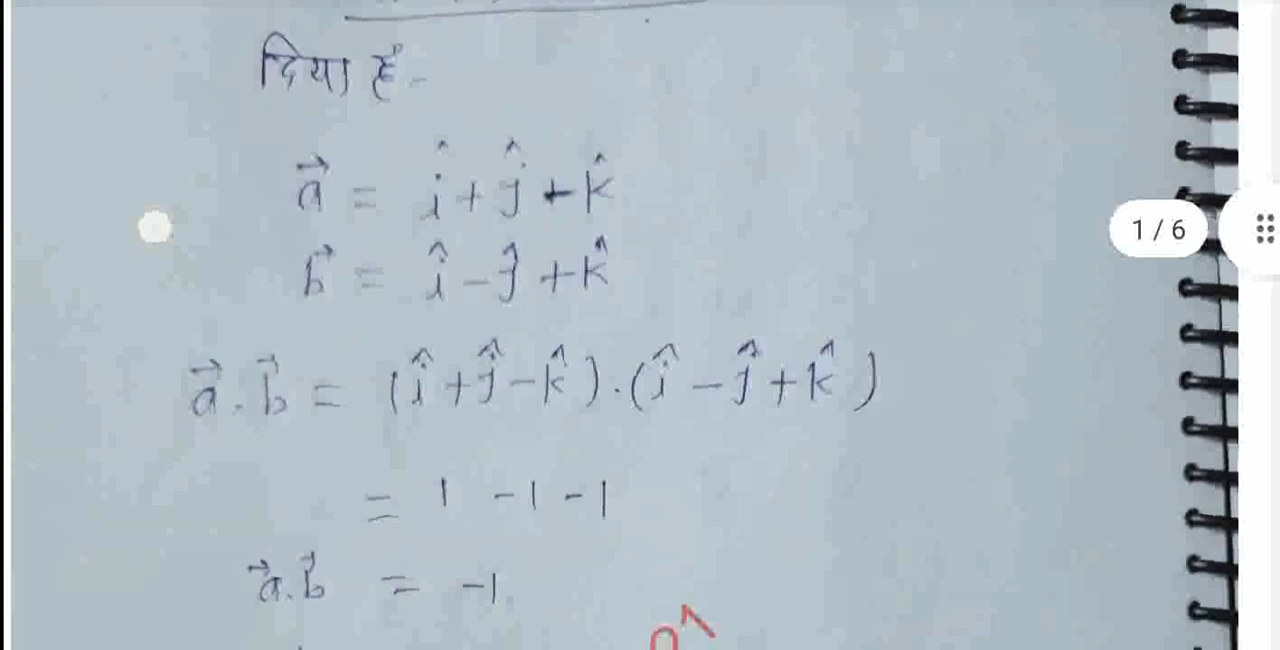 दिया है -
a⃗ = î + ĵ - k̂
b⃗ = î - ĵ + k̂
1 / 6
a⃗ . b⃗ = (î + ĵ - k̂) . (î - ĵ + k̂)
= 1 - 1 - 1
a⃗ . b⃗ = -1